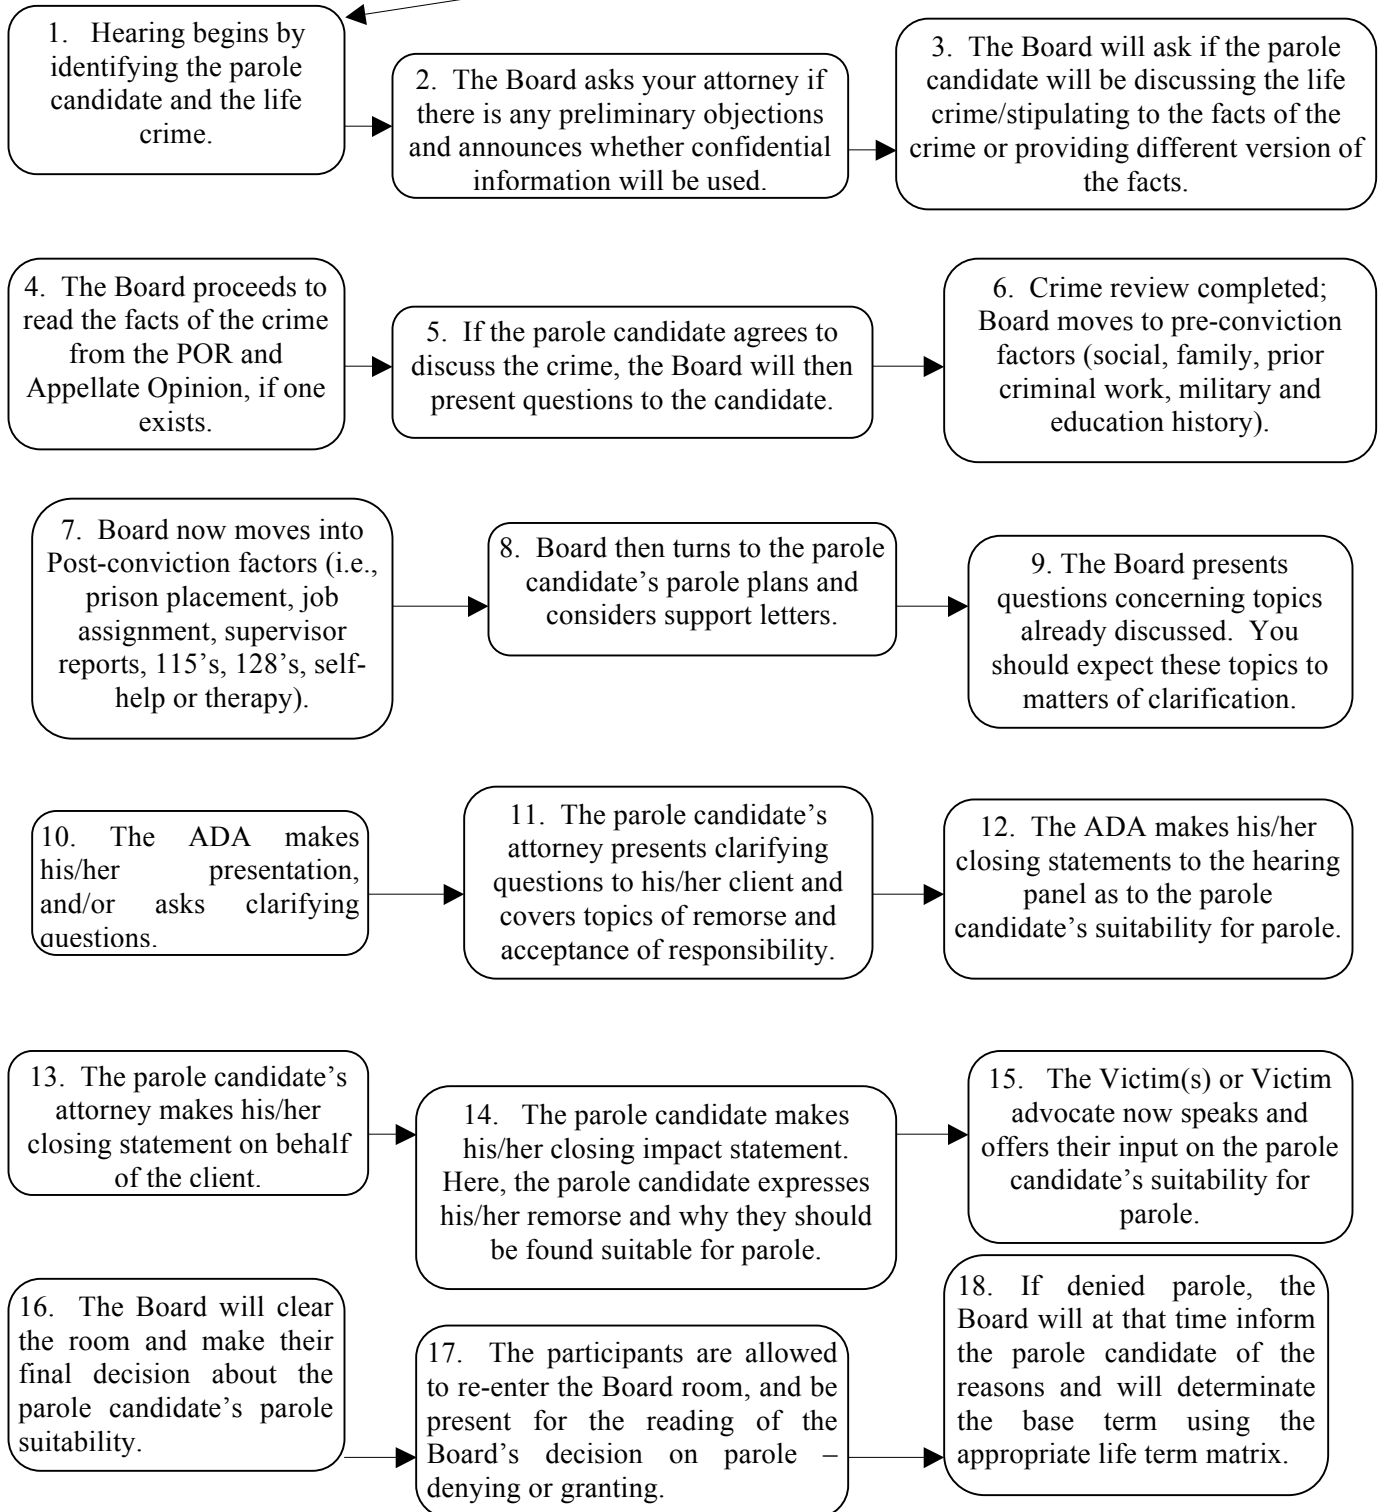 1. Hearing begins by
identifying the parole
candidate and the life
crime.
2. The Board asks your attorney if
there is any preliminary objections
and announces whether confidential
information will be used.
3. The Board will ask if the parole
candidate will be discussing the life
crime/stipulating to the facts of the
crime or providing different version of
the facts.
4. The Board proceeds to
read the facts of the crime
from the POR and
Appellate Opinion, if one
exists.
5. If the parole candidate agrees to
discuss the crime, the Board will then
present questions to the candidate.
6. Crime review completed;
Board moves to pre-conviction
factors (social, family, prior
criminal work, military and
education history).
7. Board now moves into
Post-conviction factors (i.e.,
prison placement, job
assignment, supervisor
reports, 115’s, 128’s, self-
help or therapy).
8. Board then turns to the parole
candidate’s parole plans and
considers support letters.
9. The Board presents
questions concerning topics
already discussed. You
should expect these topics to
matters of clarification.
10. The ADA makes
his/her presentation,
and/or asks clarifying
questions.
11. The parole candidate’s
attorney presents clarifying
questions to his/her client and
covers topics of remorse and
acceptance of responsibility.
12. The ADA makes his/her
closing statements to the hearing
panel as to the parole
candidate’s suitability for parole.
13. The parole candidate’s
attorney makes his/her
closing statement on behalf
of the client.
14. The parole candidate makes
his/her closing impact statement.
Here, the parole candidate expresses
his/her remorse and why they should
be found suitable for parole.
15. The Victim(s) or Victim
advocate now speaks and
offers their input on the parole
candidate’s suitability for
parole.
16. The Board will clear
the room and make their
final decision about the
parole candidate’s parole
suitability.
17. The participants are allowed
to re-enter the Board room, and be
present for the reading of the
Board’s decision on parole –
denying or granting.
18. If denied parole, the
Board will at that time inform
the parole candidate of the
reasons and will determinate
the base term using the
appropriate life term matrix.